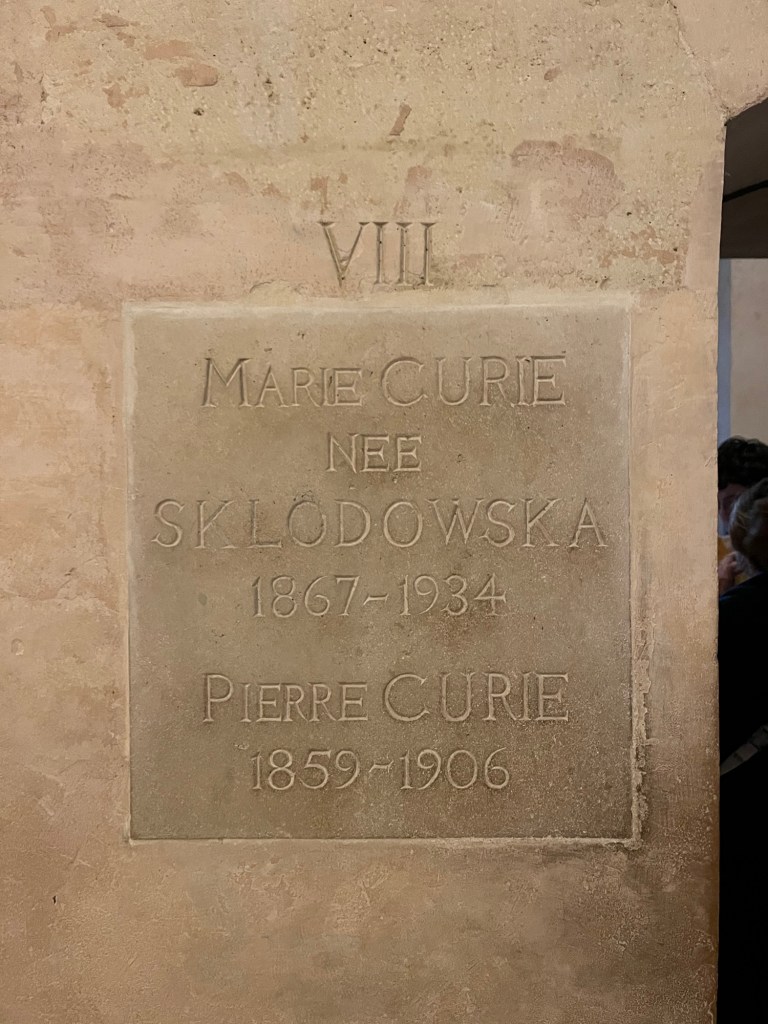 VIII
MARIE CURIE
NEE
SKLODOWSKA
1867-1934
PIERRE CURIE
1859-1906